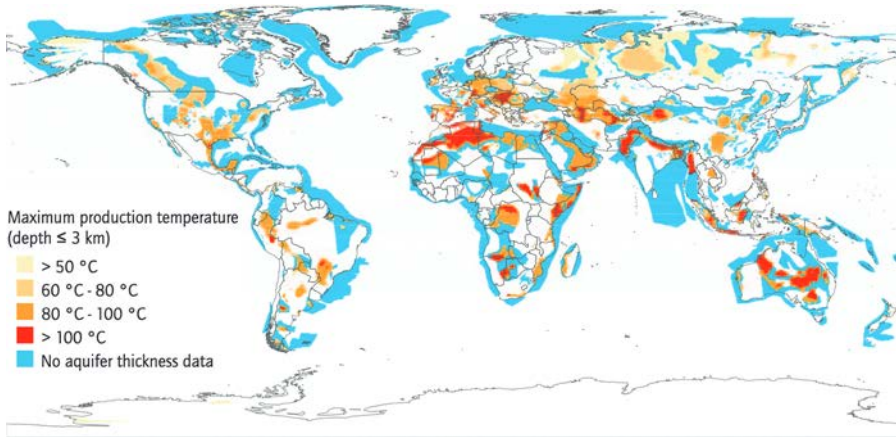 Maximum production temperature
(depth ≤ 3 km)
> 50 °C
60 °C - 80 °C
80 °C - 100 °C
> 100 °C
No aquifer thickness data